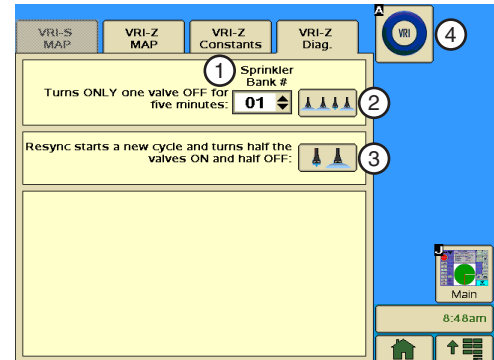 VRI-S MAP
VRI-Z MAP
VRI-Z Constants
VRI-Z Diag.
A
VRI
4
1
Sprinkler
Bank #
Turns ONLY one valve OFF for
five minutes:
01
2
Resync starts a new cycle and turns half the
valves ON and half OFF:
3
J
Main
8:48am